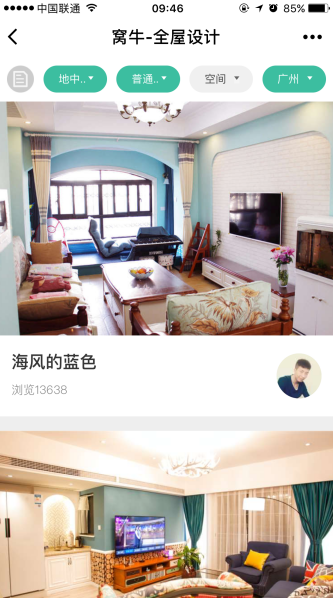 中国联通 09:46 85%
窝牛-全屋设计
地中.. 普通.. 空间 广州
海风的蓝色
浏览13638